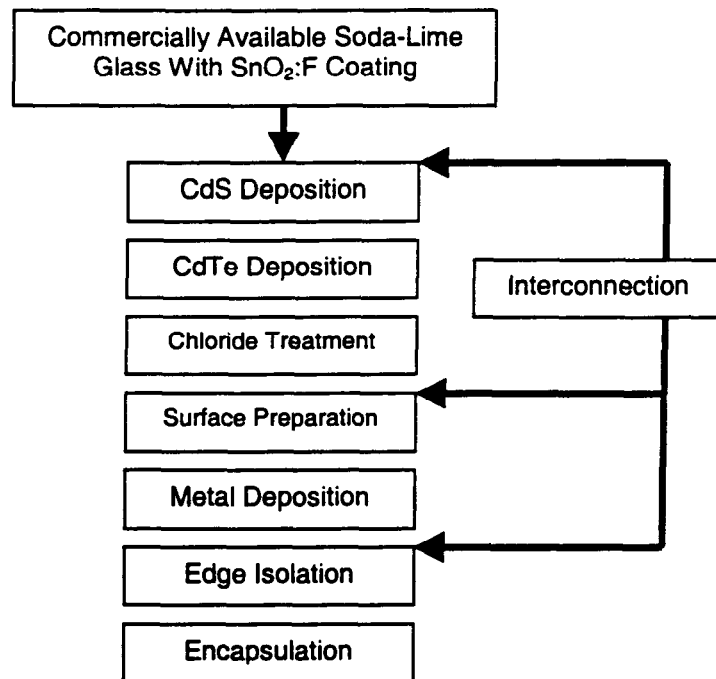 Commercially Available Soda-Lime
Glass With SnO₂:F Coating
CdS Deposition
CdTe Deposition
Interconnection
Chloride Treatment
Surface Preparation
Metal Deposition
Edge Isolation
Encapsulation